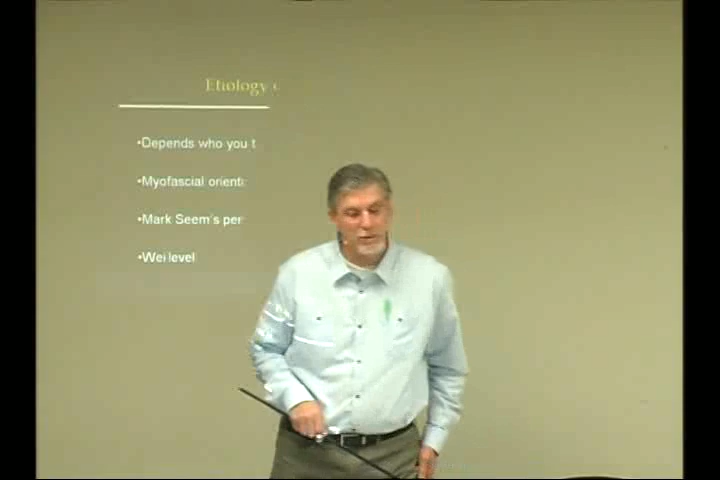 Etiology
•Depends who you t
•Myofascial orient
•Mark Seem's per
•Wei level